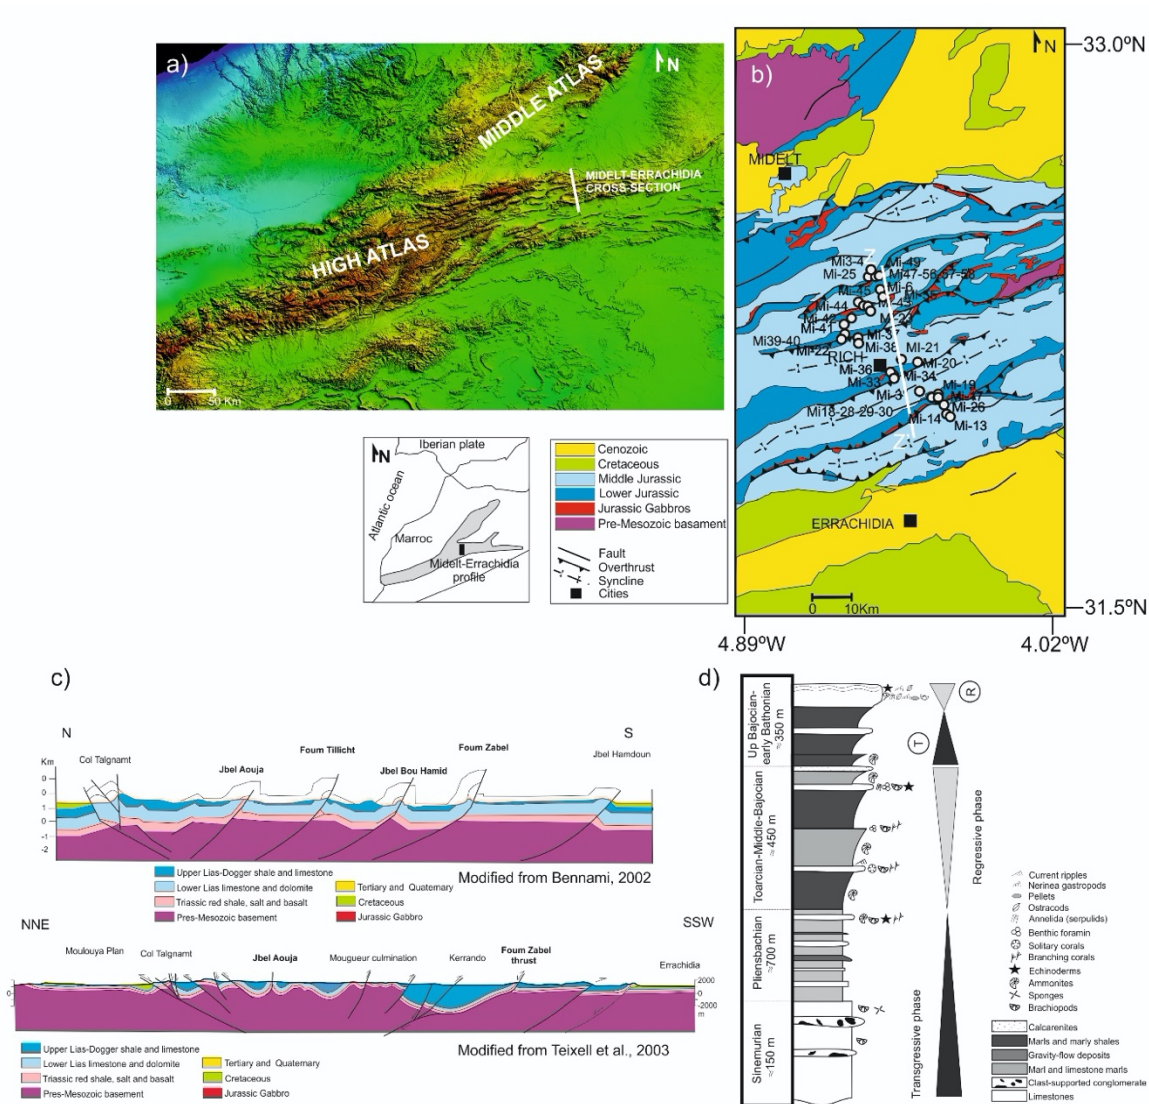 a)
N
MIDDLE ATLAS
MIDELT-ERRACHIDIA
CROSS-SECTION
HIGH ATLAS
0 50 Km
b)
N
33.0ºN
MIDELT
Z
Mi3-4
Mi-49
Mi-25
Mi47-56-57-58
Mi-6
Mi-45
Mi-44
Mi-42
Mi-41
Mi-37
Mi39-40
Mi-22
Mi-38
MI-21
RICH
Mi-20
Mi-36
Mi-34
Mi-33
Mi-3
Mi-19
Mi18-28-29-30
Mi-26
Mi-14
Mi-13
Z'
ERRACHIDIA
0 10Km
31.5ºN
4.89ºW
4.02ºW
N
Iberian plate
Atlantic ocean
Marroc
Midelt-Errachidia
profile
Cenozoic
Cretaceous
Middle Jurassic
Lower Jurassic
Jurassic Gabbros
Pre-Mesozoic basament
Fault
Overthrust
Syncline
Cities
c)
N
S
Km
0
0
1
0
-1
-2
Col Talgnamt
Jbel Aouja
Foum Tillicht
Jbel Bou Hamid
Foum Zabel
Jbel Hamdoun
Upper Lias-Dogger shale and limestone
Lower Lias limestone and dolomite
Triassic red shale, salt and basalt
Pres-Mesozoic basement
Tertiary and Quaternary
Cretaceous
Jurassic Gabbro
Modified from Bennami, 2002
NNE
SSW
Moulouya Plan
Col Talgnamt
Jbel Aouja
Mougueur culmination
Kerrando
Foum Zabel
thrust
Errachidia
0
2000
0
-2000
m
Upper Lias-Dogger shale and limestone
Lower Lias limestone and dolomite
Triassic red shale, salt and basalt
Pres-Mesozoic basement
Tertiary and Quaternary
Cretaceous
Jurassic Gabbro
Modified from Teixell et al., 2003
d)
Up Bajocian-
early Bathonian
≈350 m
Toarcian-Middle-Bajocian
≈ 450 m
Pliensbachian
≈700 m
Sinemurian
≈150 m
R
T
Regressive phase
Transgressive phase
Current ripples
Nerinea gastropods
Pellets
Ostracods
Annelida (serpulids)
Benthic foramin
Solitary corals
Branching corals
Echinoderms
Ammonites
Sponges
Brachiopods
Calcarenites
Marls and marly shales
Gravity-flow deposits
Marl and limestone marls
Clast-supported conglomerate
Limestones